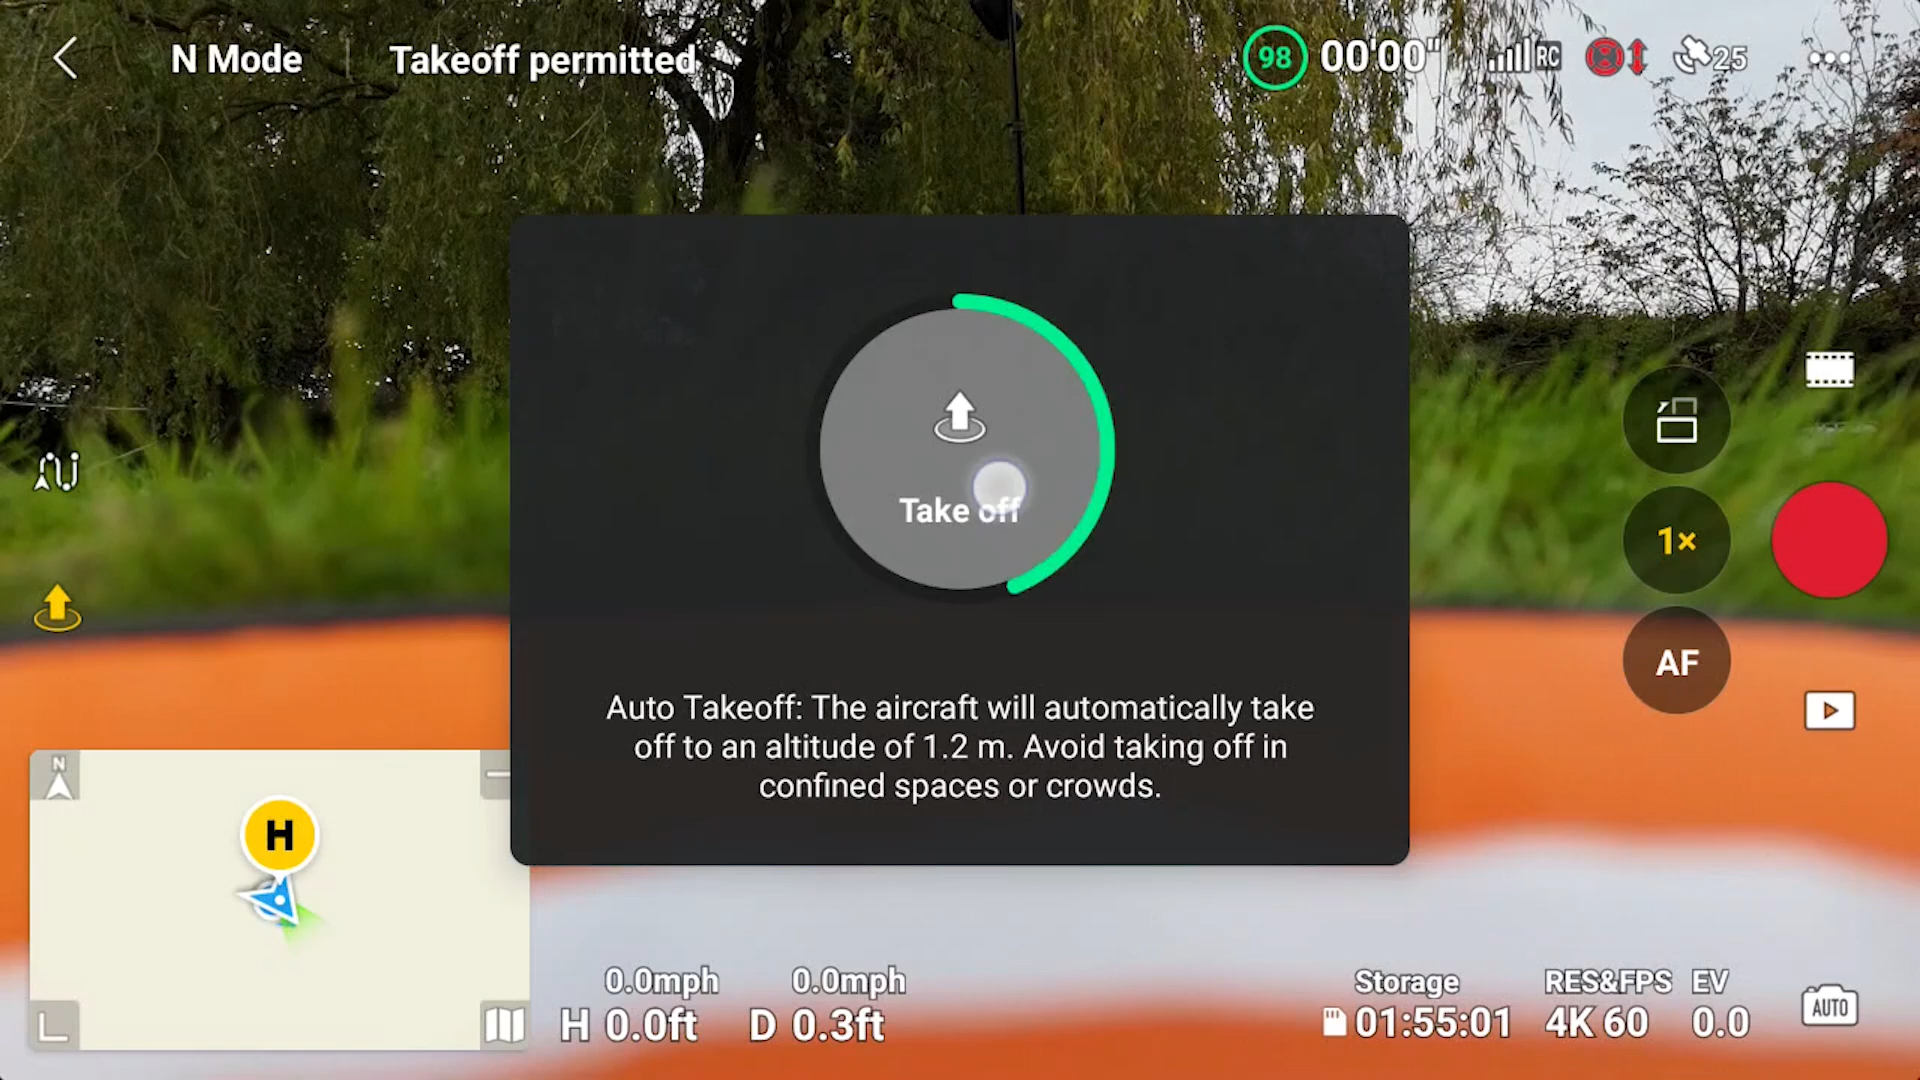 N Mode
Takeoff permitted
98
00'00"
RC
25
Take off
1×
AF
Auto Takeoff: The aircraft will automatically take
off to an altitude of 1.2 m. Avoid taking off in
confined spaces or crowds.
N
H
0.0mph 0.0mph
H 0.0ft D 0.3ft
Storage RES&FPS EV
01:55:01 4K 60 0.0
AUTO